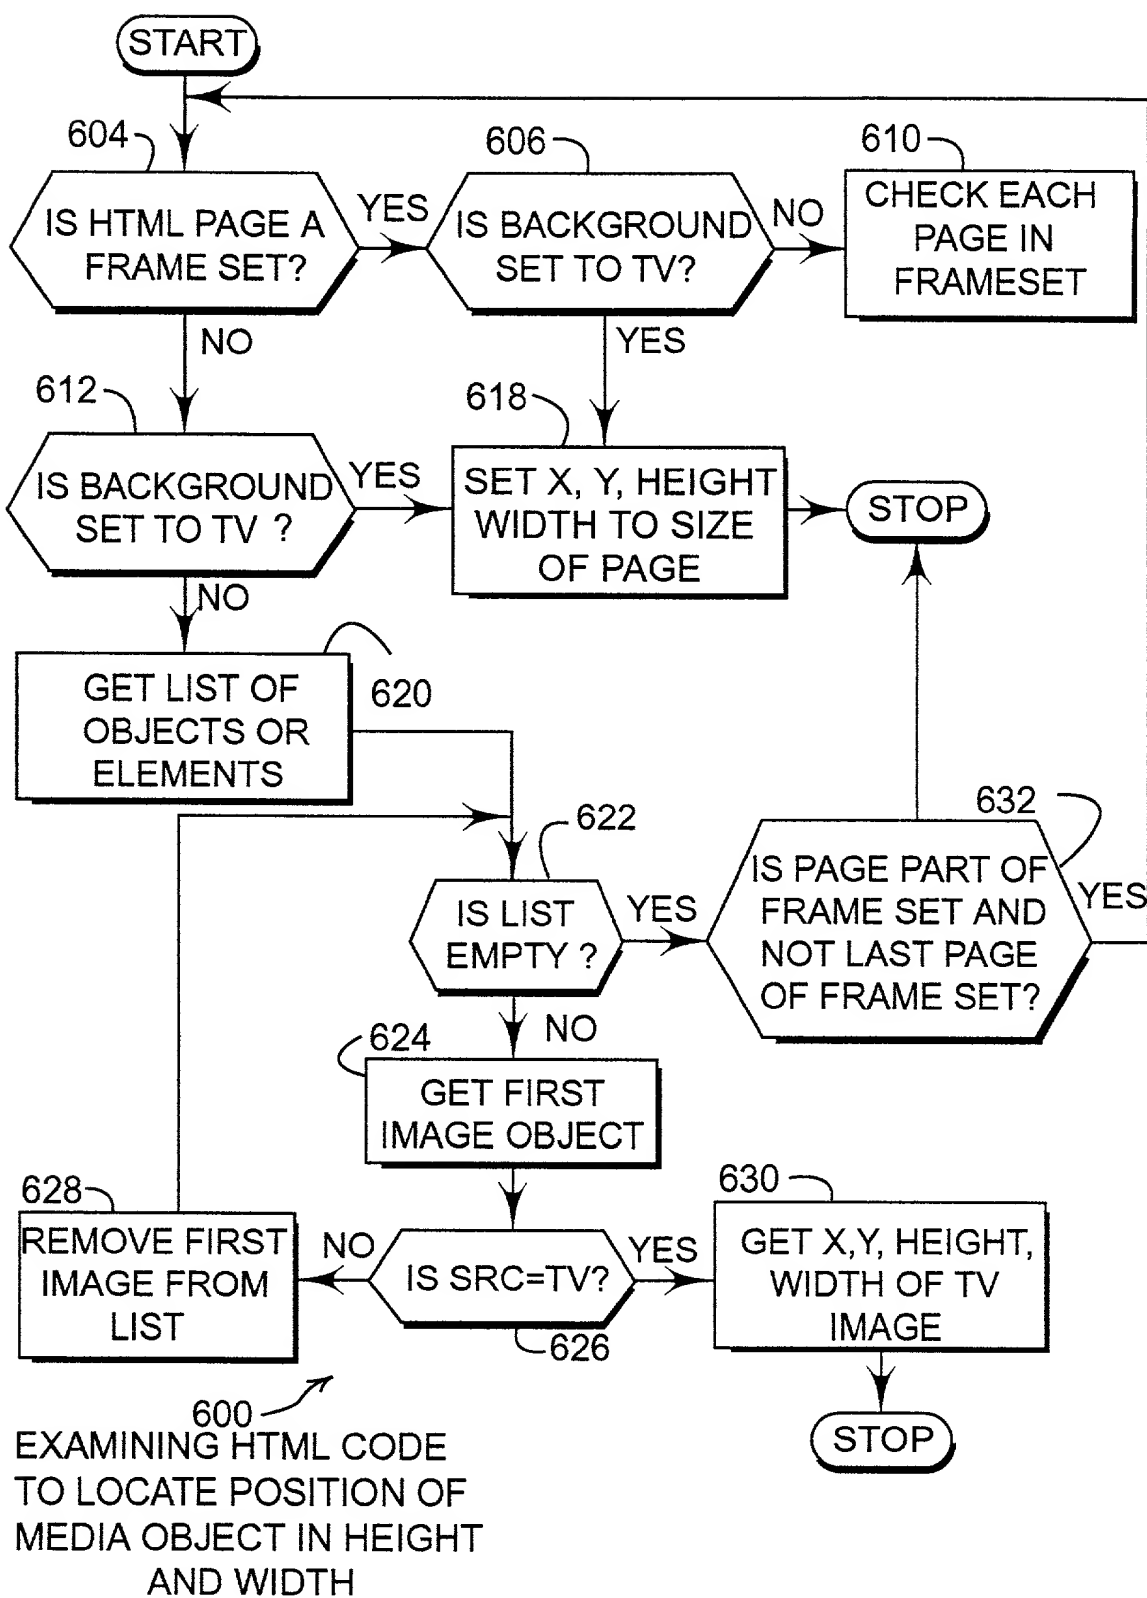 START
604
IS HTML PAGE A
FRAME SET?
YES
606
IS BACKGROUND
SET TO TV?
NO
610
CHECK EACH
PAGE IN
FRAMESET
NO
YES
612
IS BACKGROUND
SET TO TV ?
YES
618
SET X, Y, HEIGHT
WIDTH TO SIZE
OF PAGE
STOP
NO
GET LIST OF
OBJECTS OR
ELEMENTS
620
622
IS LIST
EMPTY ?
YES
632
IS PAGE PART OF
FRAME SET AND
NOT LAST PAGE
OF FRAME SET?
YES
NO
624
GET FIRST
IMAGE OBJECT
628
REMOVE FIRST
IMAGE FROM
LIST
NO
IS SRC=TV?
626
YES
630
GET X,Y, HEIGHT,
WIDTH OF TV
IMAGE
STOP
600
EXAMINING HTML CODE
TO LOCATE POSITION OF
MEDIA OBJECT IN HEIGHT
AND WIDTH